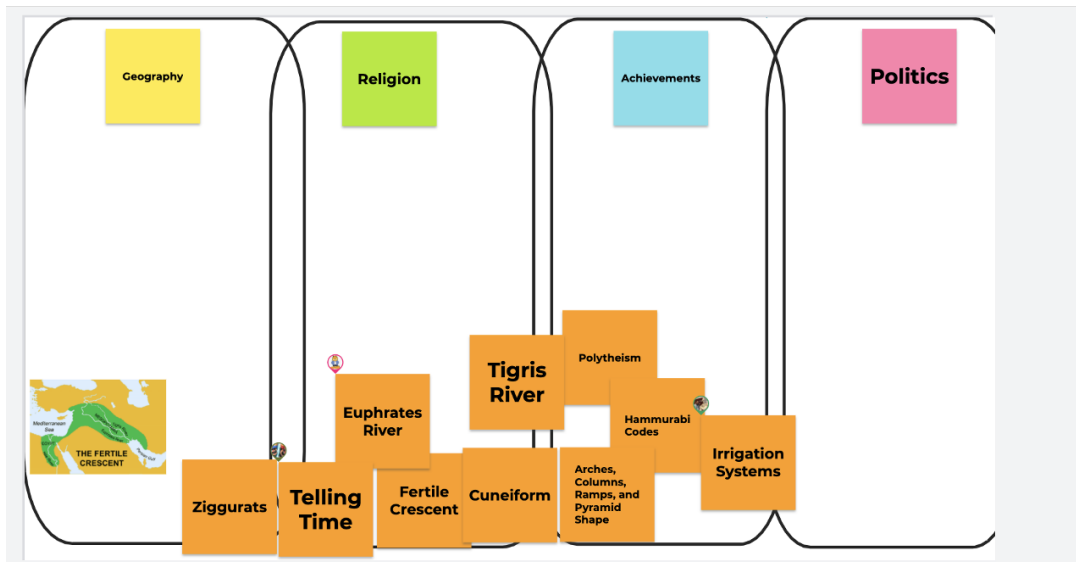 Geography
Religion
Achievements
Politics
Mediterranean
Sea
THE FERTILE
CRESCENT
Euphrates
River
Tigris
River
Polytheism
Hammurabi
Codes
Irrigation
Systems
Ziggurats
Telling
Time
Fertile
Crescent
Cuneiform
Arches,
Columns,
Ramps, and
Pyramid
Shape